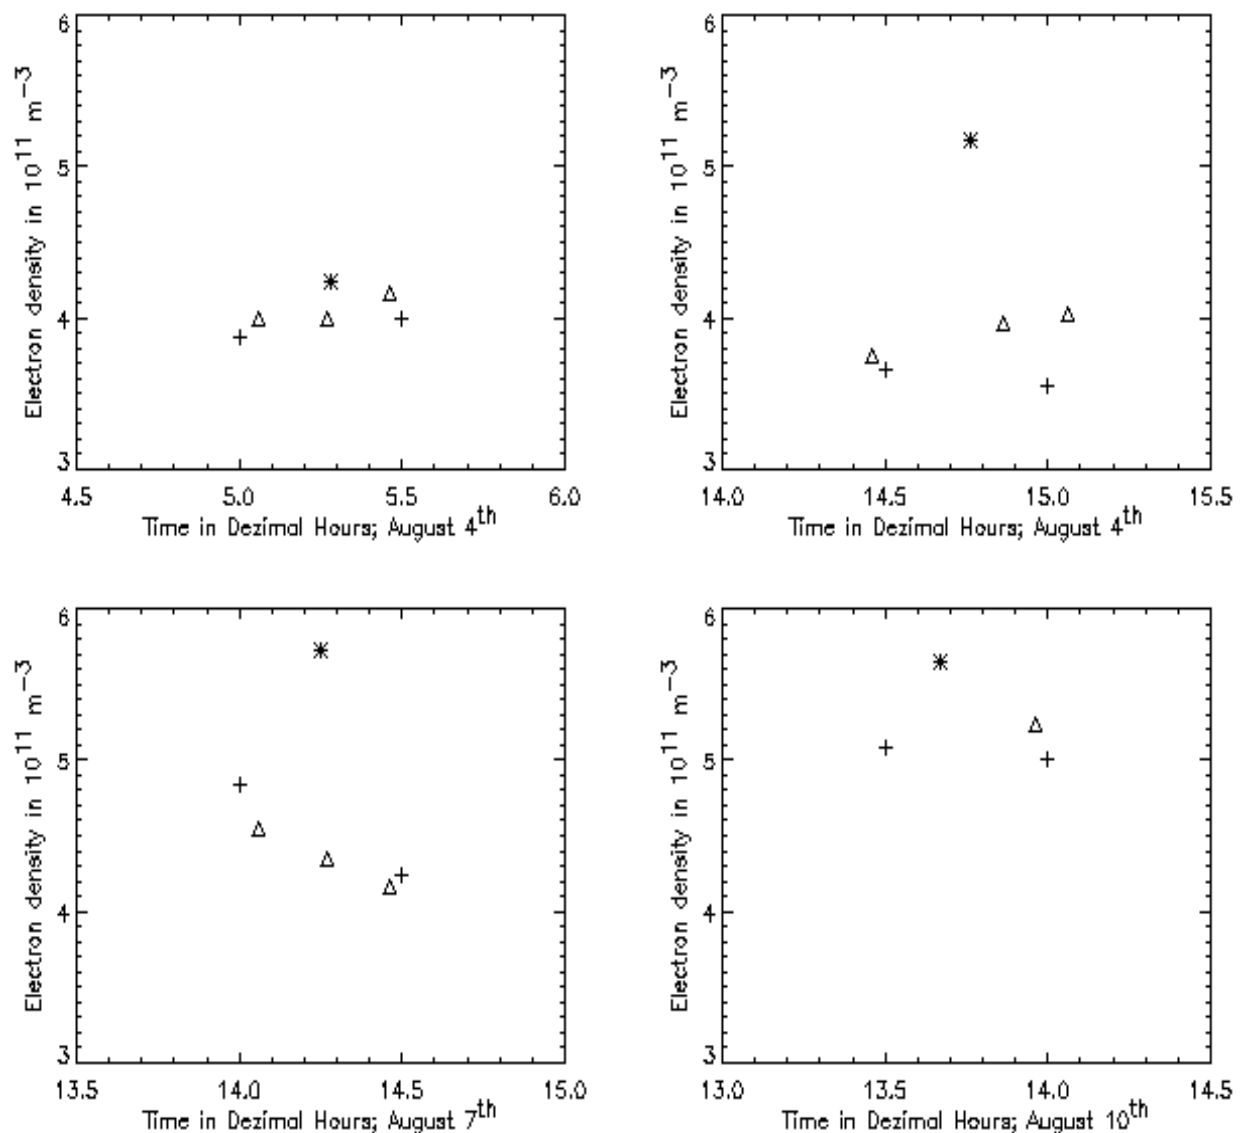 Electron density in 10^11 m^-3
6
5
4
3
4.5 5.0 5.5 6.0
Time in Dezimal Hours; August 4^th
Electron density in 10^11 m^-3
6
5
4
3
14.0 14.5 15.0 15.5
Time in Dezimal Hours; August 4^th
Electron density in 10^11 m^-3
6
5
4
3
13.5 14.0 14.5 15.0
Time in Dezimal Hours; August 7^th
Electron density in 10^11 m^-3
6
5
4
3
13.0 13.5 14.0 14.5
Time in Dezimal Hours; August 10^th